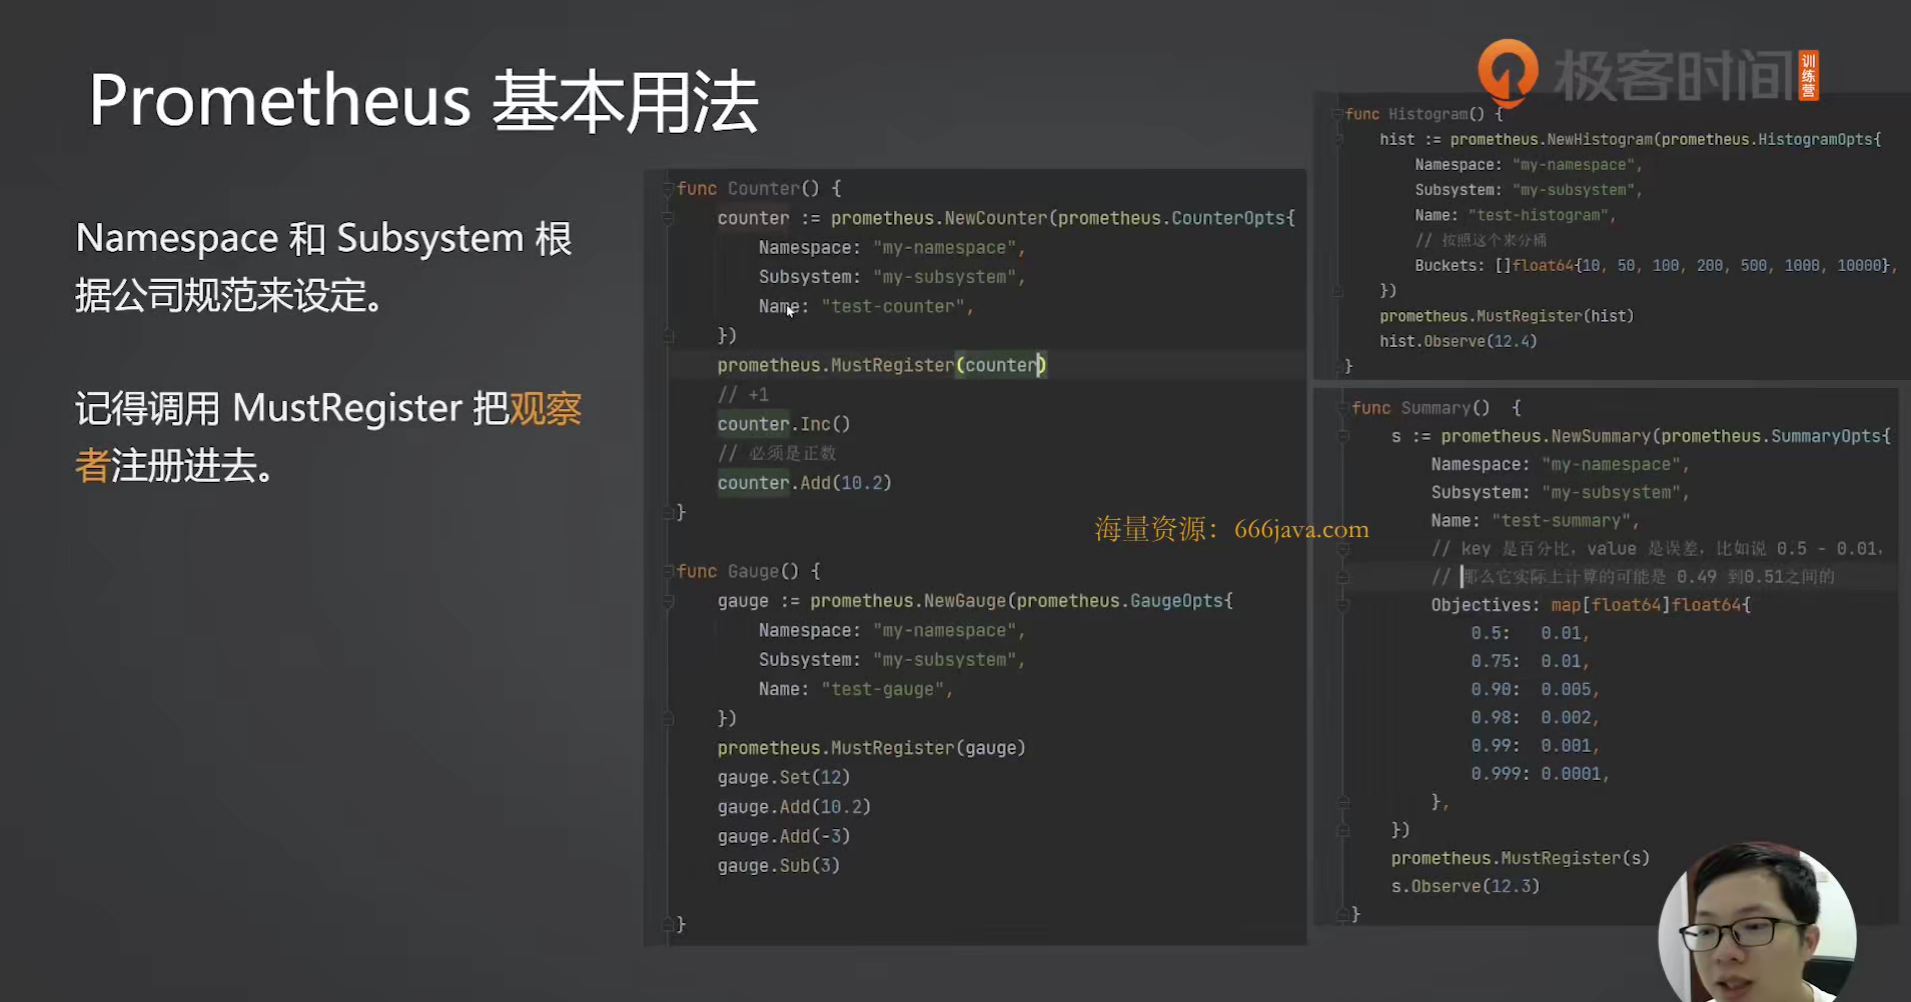 Prometheus 基本用法
极客时间
训练营
Namespace 和 Subsystem 根
据公司规范来设定。
记得调用 MustRegister 把观察
者注册进去。
func Counter() {
counter := prometheus.NewCounter(prometheus.CounterOpts{
Namespace: "my-namespace",
Subsystem: "my-subsystem",
Name: "test-counter",
})
prometheus.MustRegister(counter)
// +1
counter.Inc()
// 必须是正数
counter.Add(10.2)
}
func Gauge() {
gauge := prometheus.NewGauge(prometheus.GaugeOpts{
Namespace: "my-namespace",
Subsystem: "my-subsystem",
Name: "test-gauge",
})
prometheus.MustRegister(gauge)
gauge.Set(12)
gauge.Add(10.2)
gauge.Add(-3)
gauge.Sub(3)
}
func Histogram() {
hist := prometheus.NewHistogram(prometheus.HistogramOpts{
Namespace: "my-namespace",
Subsystem: "my-subsystem",
Name: "test-histogram",
// 按照这个来分桶
Buckets: []float64{10, 50, 100, 200, 500, 1000, 10000},
})
prometheus.MustRegister(hist)
hist.Observe(12.4)
}
func Summary() {
s := prometheus.NewSummary(prometheus.SummaryOpts{
Namespace: "my-namespace",
Subsystem: "my-subsystem",
Name: "test-summary",
// key 是百分比，value 是误差，比如说 0.5 - 0.01，
// 那么它实际上计算的可能是 0.49 到0.51之间的
Objectives: map[float64]float64{
0.5: 0.01,
0.75: 0.01,
0.90: 0.005,
0.98: 0.002,
0.99: 0.001,
0.999: 0.0001,
},
})
prometheus.MustRegister(s)
s.Observe(12.3)
}
海量资源：666java.com